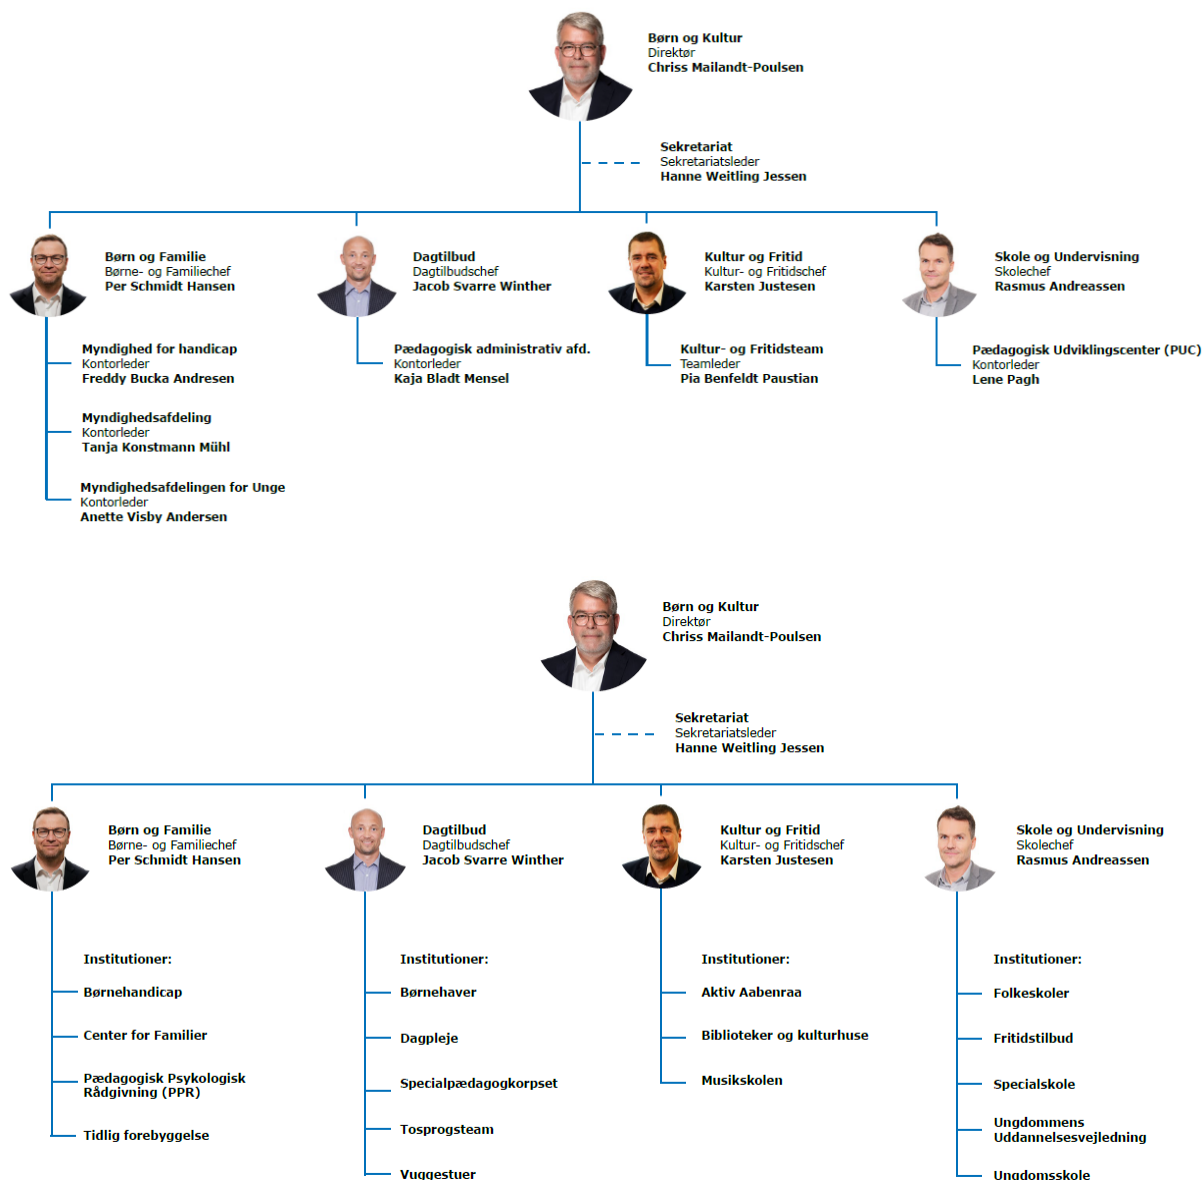 Børn og Kultur
Direktør
Chriss Mailandt-Poulsen
Sekretariat
Sekretariatsleder
Hanne Weitling Jessen
Børn og Familie
Børne- og Familiechef
Per Schmidt Hansen
Dagtilbud
Dagtilbudschef
Jacob Svarre Winther
Kultur og Fritid
Kultur- og Fritidschef
Karsten Justesen
Skole og Undervisning
Skolechef
Rasmus Andreassen
Myndighed for handicap
Kontorleder
Freddy Bucka Andresen
Myndighedsafdeling
Kontorleder
Tanja Konstmann Mühl
Myndighedsafdelingen for Unge
Kontorleder
Anette Visby Andersen
Pædagogisk administrativ afd.
Kontorleder
Kaja Bladt Mensel
Kultur- og Fritidsteam
Teamleder
Pia Benfeldt Paustian
Pædagogisk Udviklingscenter (PUC)
Kontorleder
Lene Pagh
Børn og Kultur
Direktør
Chriss Mailandt-Poulsen
Sekretariat
Sekretariatsleder
Hanne Weitling Jessen
Børn og Familie
Børne- og Familiechef
Per Schmidt Hansen
Dagtilbud
Dagtilbudschef
Jacob Svarre Winther
Kultur og Fritid
Kultur- og Fritidschef
Karsten Justesen
Skole og Undervisning
Skolechef
Rasmus Andreassen
Institutioner:
Børnehandicap
Center for Familier
Pædagogisk Psykologisk
Rådgivning (PPR)
Tidlig forebyggelse
Institutioner:
Børnehaver
Dagpleje
Specialpædagogkorpset
Tosprogsteam
Vuggestuer
Institutioner:
Aktiv Aabenraa
Biblioteker og kulturhuse
Musikskolen
Institutioner:
Folkeskoler
Fritidstilbud
Specialskole
Ungdommens
Uddannelsesvejledning
Ungdomsskole